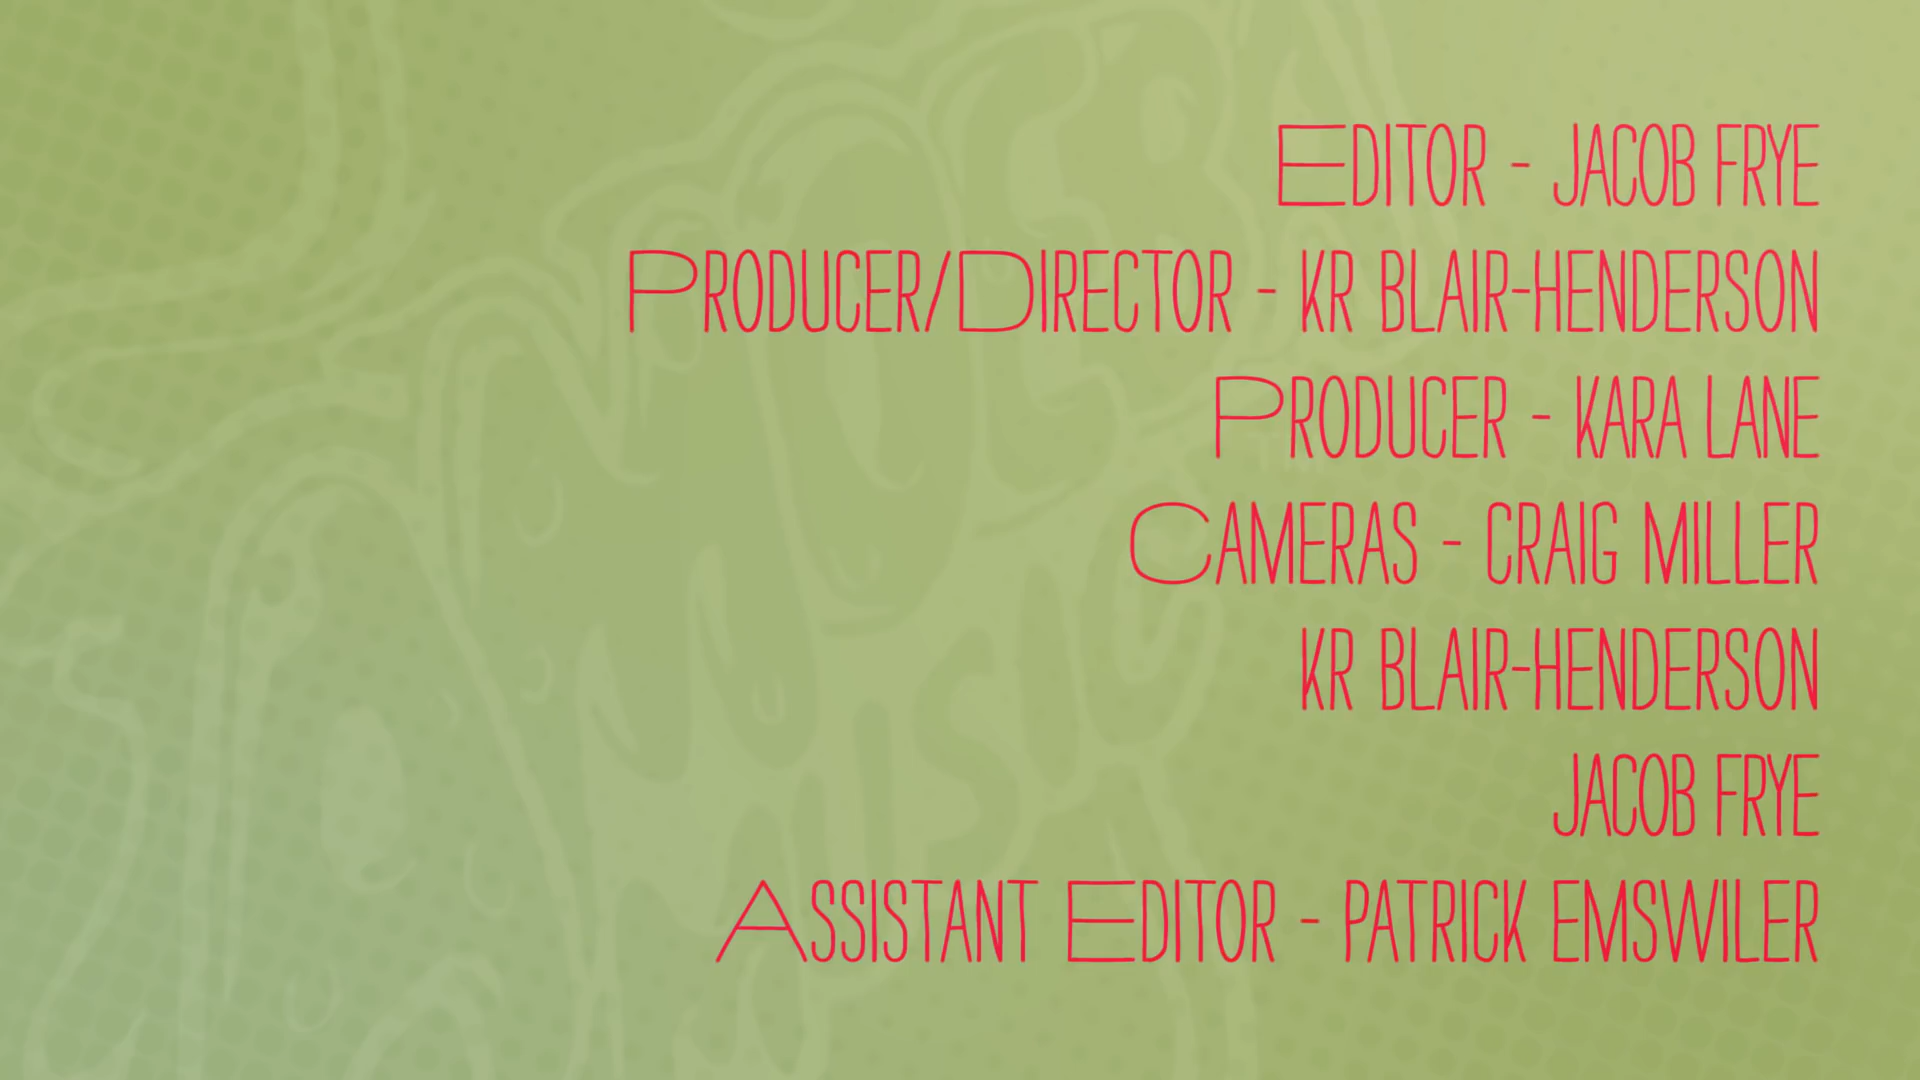 Editor - Jacob Frye
Producer/Director - KR Blair-Henderson
Producer - Kara Lane
Cameras - Craig Miller
KR Blair-Henderson
Jacob Frye
Assistant Editor - Patrick Emswiler